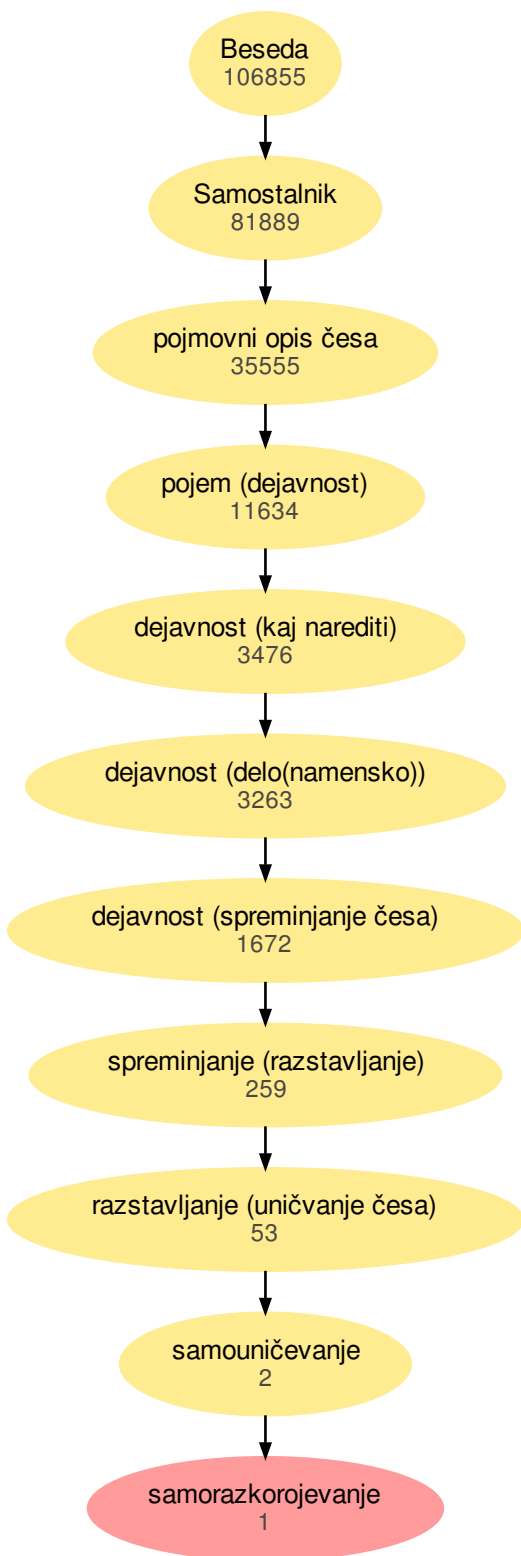 Beseda
106855
Samostalnik
81889
pojmovni opis česa
35555
pojem (dejavnost)
11634
dejavnost (kaj narediti)
3476
dejavnost (delo(namensko))
3263
dejavnost (spreminjanje česa)
1672
spreminjanje (razstavljanje)
259
razstavljanje (uničvanje česa)
53
samouničevanje
2
samorazkorojevanje
1